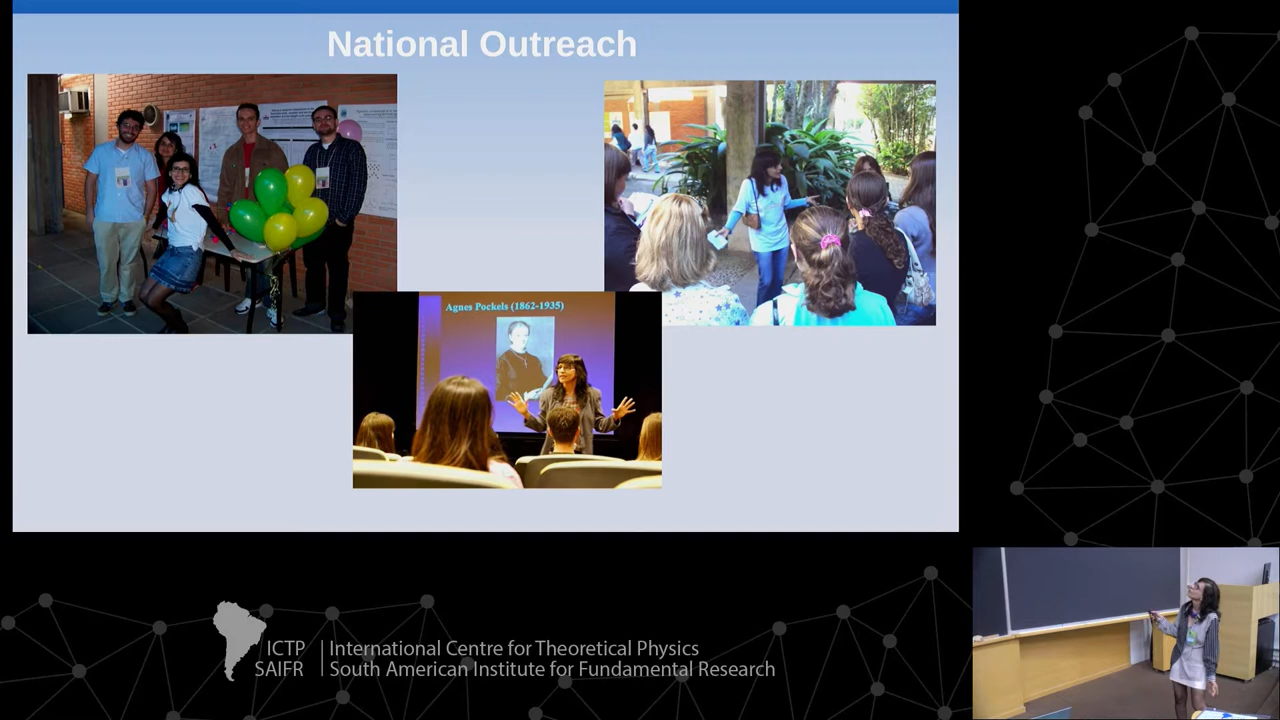 National Outreach
Agnes Pockels (1862-1935)
ICTP
SAIFR
International Centre for Theoretical Physics
South American Institute for Fundamental Research